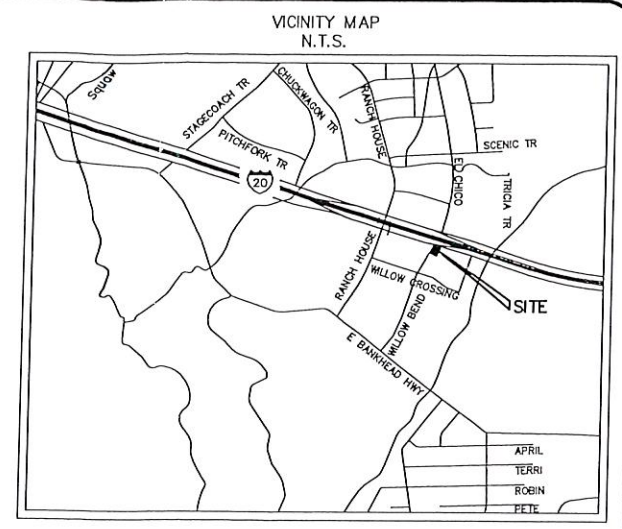 VICINITY MAP
N.T.S.
Squaw
STAGECOACH TR
CHUCKWAGON TR
RANCH HOUSE
PITCHFORK TR
SCENIC TR
20
EL CHICO
TRICIA TR
RANCH HOUSE
WILLOW CROSSING
WILLOW BEND
SITE
E BANKHEAD HWY
APRIL
TERRI
ROBIN
PETE